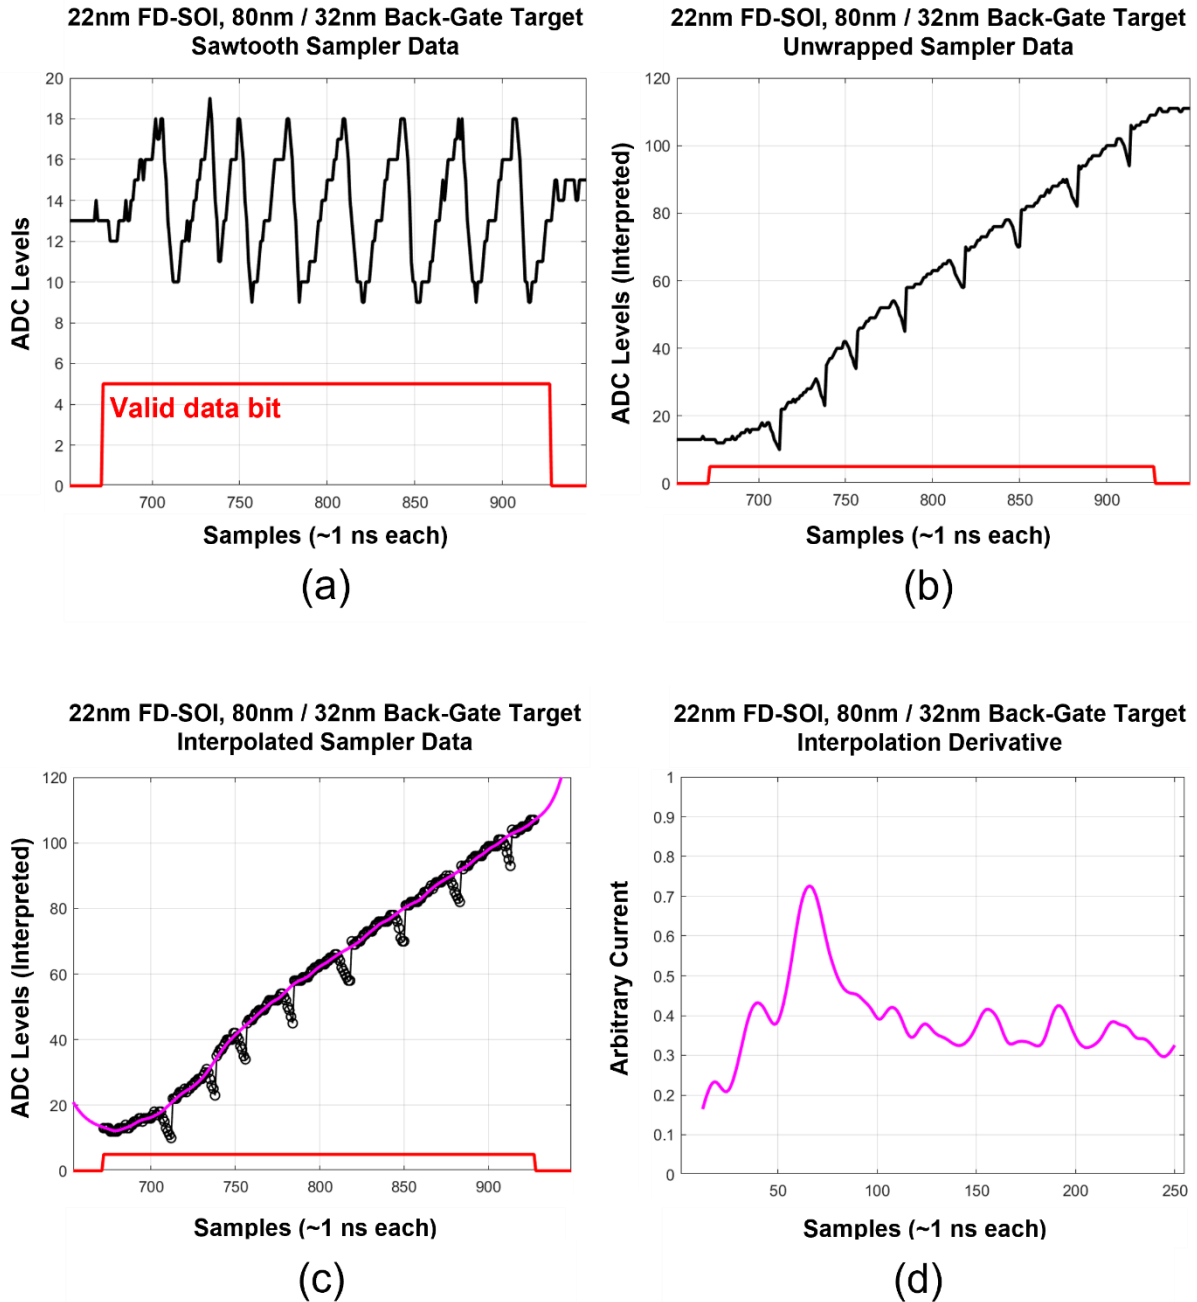 22nm FD-SOI, 80nm / 32nm Back-Gate Target
Sawtooth Sampler Data
ADC Levels
20
18
16
14
12
10
8
6
4
2
0
Valid data bit
700
750
800
850
900
Samples (~1 ns each)
(a)
22nm FD-SOI, 80nm / 32nm Back-Gate Target
Unwrapped Sampler Data
ADC Levels (Interpreted)
120
100
80
60
40
20
0
700
750
800
850
900
Samples (~1 ns each)
(b)
22nm FD-SOI, 80nm / 32nm Back-Gate Target
Interpolated Sampler Data
ADC Levels (Interpreted)
120
100
80
60
40
20
0
700
750
800
850
900
Samples (~1 ns each)
(c)
22nm FD-SOI, 80nm / 32nm Back-Gate Target
Interpolation Derivative
Arbitrary Current
1
0.9
0.8
0.7
0.6
0.5
0.4
0.3
0.2
0.1
0
50
100
150
200
250
Samples (~1 ns each)
(d)